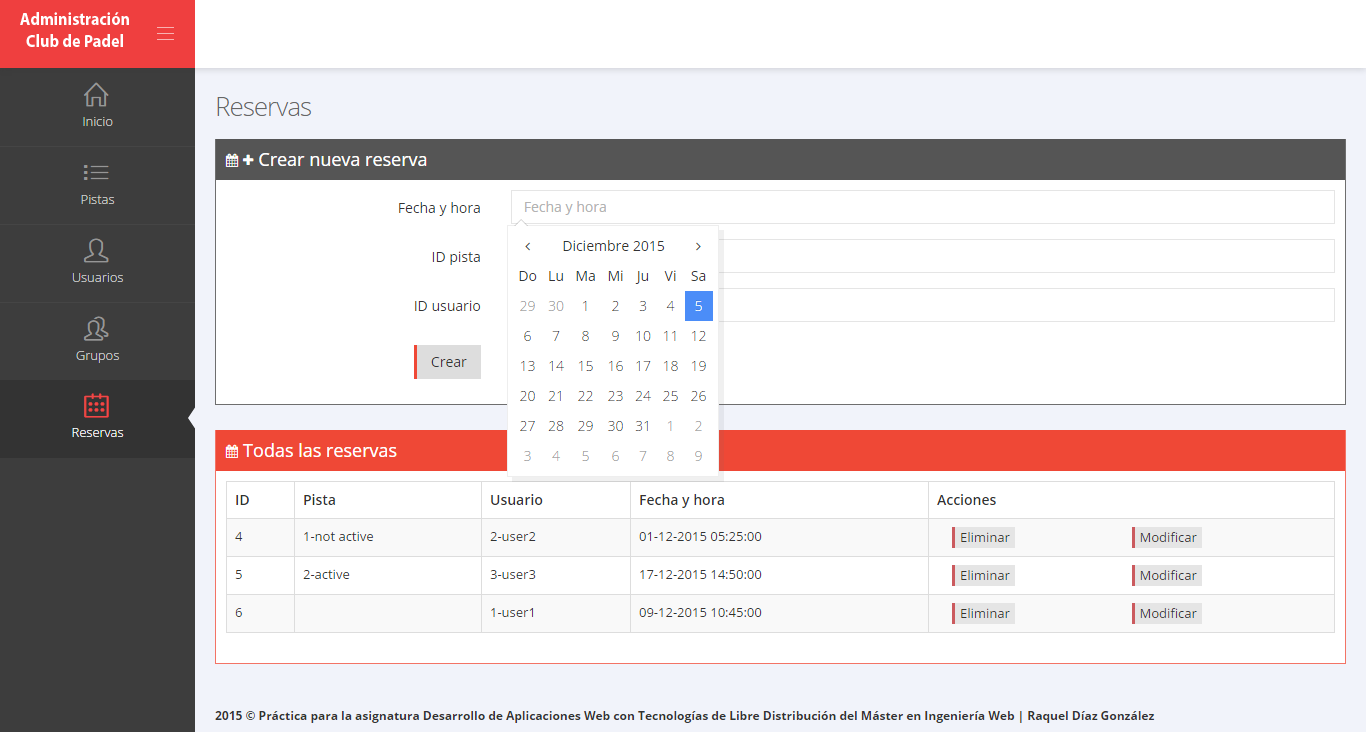 Administración
Club de Padel
Inicio
Pistas
Usuarios
Grupos
Reservas
Reservas
Crear nueva reserva
Fecha y hora Fecha y hora
ID pista
ID usuario
Crear
‹ Diciembre 2015 ›
Do Lu Ma Mi Ju Vi Sa
29 30 1 2 3 4 5
6 7 8 9 10 11 12
13 14 15 16 17 18 19
20 21 22 23 24 25 26
27 28 29 30 31 1 2
3 4 5 6 7 8 9
Todas las reservas
ID Pista Usuario Fecha y hora Acciones
4 1-not active 2-user2 01-12-2015 05:25:00 Eliminar Modificar
5 2-active 3-user3 17-12-2015 14:50:00 Eliminar Modificar
6 1-user1 09-12-2015 10:45:00 Eliminar Modificar
2015 © Práctica para la asignatura Desarrollo de Aplicaciones Web con Tecnologías de Libre Distribución del Máster en Ingeniería Web | Raquel Díaz González